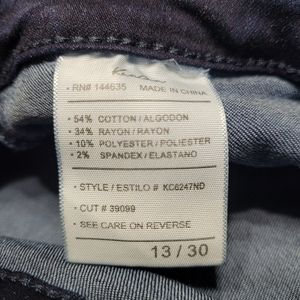 • RN# 144635 MADE IN CHINA
• 54% COTTON / ALGODON
• 34% RAYON / RAYON
• 10% POLYESTER / POLIESTER
• 2% SPANDEX / ELASTANO
• STYLE / ESTILO # KC6247ND
• CUT # 39099
• SEE CARE ON REVERSE
13 / 30